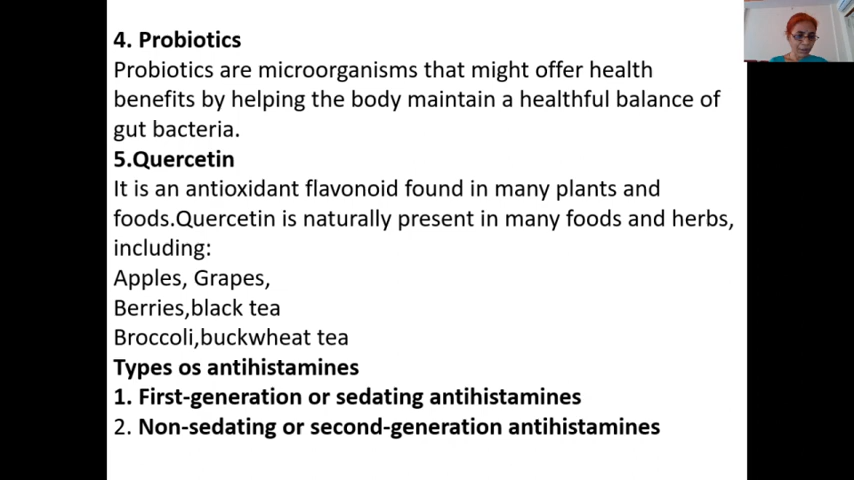 4. Probiotics
Probiotics are microorganisms that might offer health
benefits by helping the body maintain a healthful balance of
gut bacteria.
5.Quercetin
It is an antioxidant flavonoid found in many plants and
foods.Quercetin is naturally present in many foods and herbs,
including:
Apples, Grapes,
Berries,black tea
Broccoli,buckwheat tea
Types os antihistamines
1. First-generation or sedating antihistamines
2. Non-sedating or second-generation antihistamines